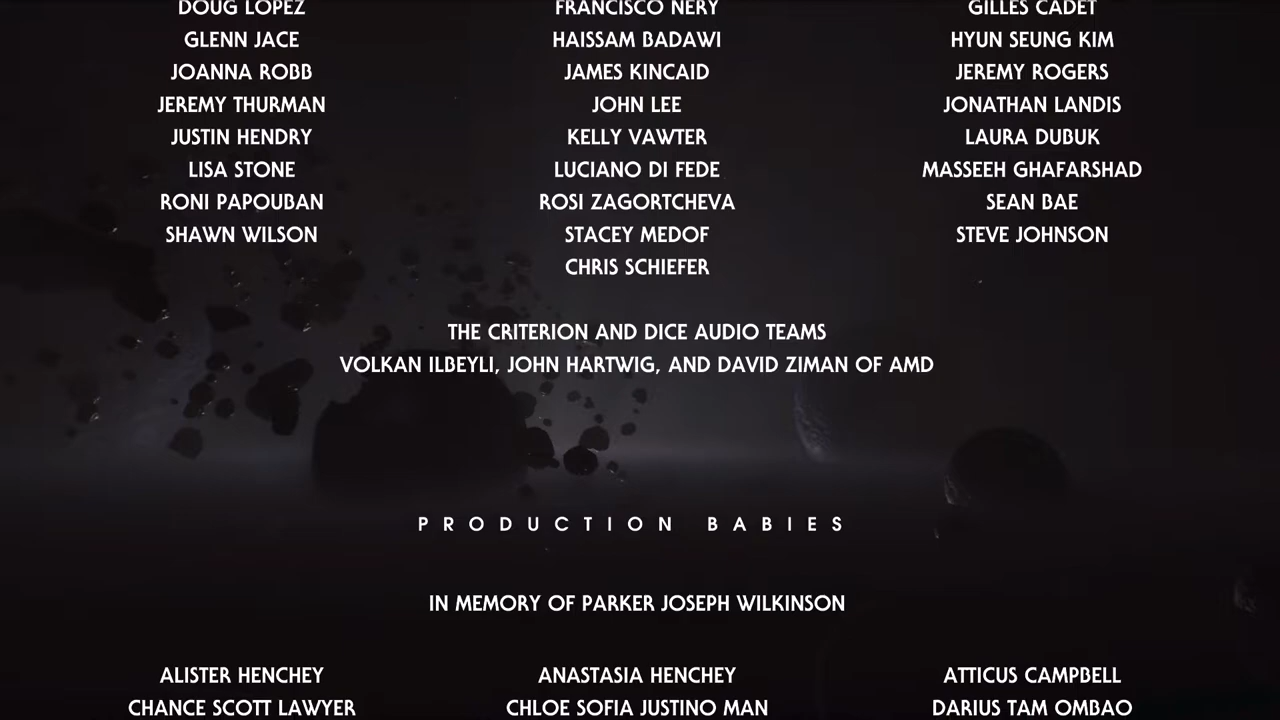 DOUG LOPEZ FRANCISCO NERY GILLES CADET
GLENN JACE HAISSAM BADAWI HYUN SEUNG KIM
JOANNA ROBB JAMES KINCAID JEREMY ROGERS
JEREMY THURMAN JOHN LEE JONATHAN LANDIS
JUSTIN HENDRY KELLY VAWTER LAURA DUBUK
LISA STONE LUCIANO DI FEDE MASSEEH GHAFARSHAD
RONI PAPOUBAN ROSI ZAGORTCHEVA SEAN BAE
SHAWN WILSON STACEY MEDOF STEVE JOHNSON
CHRIS SCHIEFER
THE CRITERION AND DICE AUDIO TEAMS
VOLKAN ILBEYLI, JOHN HARTWIG, AND DAVID ZIMAN OF AMD
PRODUCTION BABIES
IN MEMORY OF PARKER JOSEPH WILKINSON
ALISTER HENCHEY ANASTASIA HENCHEY ATTICUS CAMPBELL
CHANCE SCOTT LAWYER CHLOE SOFIA JUSTINO MAN DARIUS TAM OMBAO